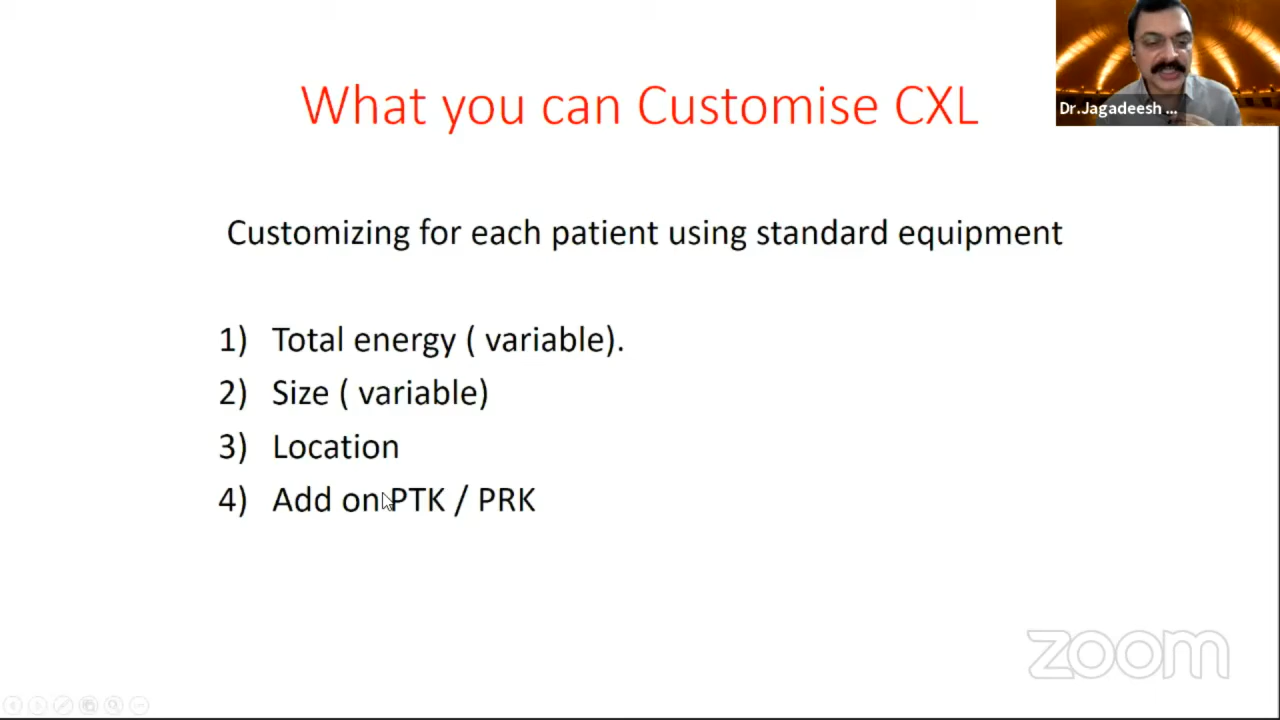 What you can Customise CXL
Dr.Jagadeesh ...
Customizing for each patient using standard equipment
1) Total energy ( variable).
2) Size ( variable)
3) Location
4) Add on PTK / PRK
zoom